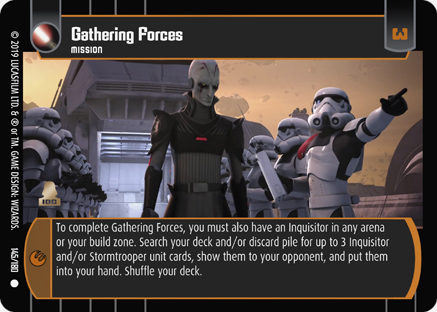 Gathering Forces
MISSION
3
To complete Gathering Forces, you must also have an Inquisitor in any arena
or your build zone. Search your deck and/or discard pile for up to 3 Inquisitor
and/or Stormtrooper unit cards, show them to your opponent, and put them
into your hand. Shuffle your deck.
© 2019 LUCASFILM LTD. & ® or TM. GAME DESIGN: WIZARDS.
145/180